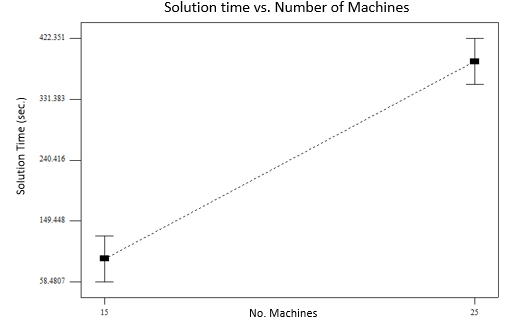 Solution time vs. Number of Machines
422.351
331.383
240.416
149.448
58.4807
Solution Time (sec.)
15
No. Machines
25